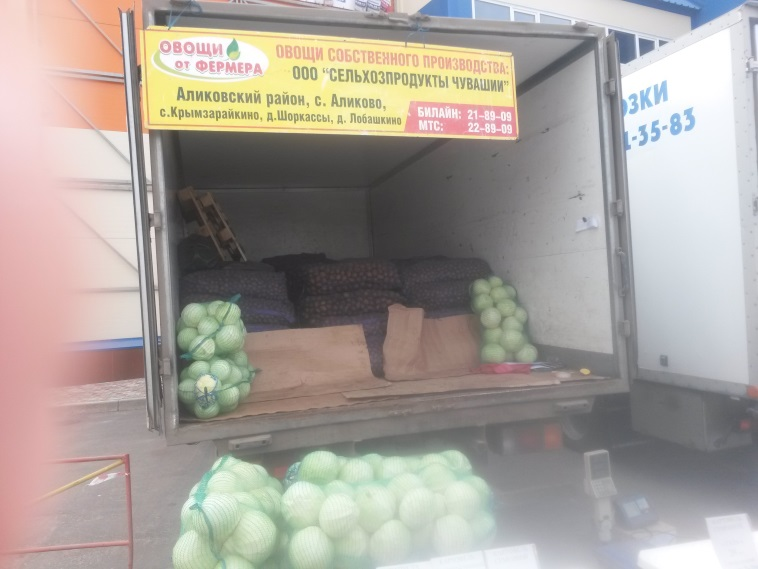 ОВОЩИ
ОТ ФЕРМЕРА
ОВОЩИ СОБСТВЕННОГО ПРОИЗВОДСТВА:
ООО "СЕЛЬХОЗПРОДУКТЫ ЧУВАШИИ"
Аликовский район, с. Аликово,
с.Крымзарайкино, д.Шоркассы, д. Лобашкино
БИЛАЙН: 21-89-09
МТС: 22-89-09
ОЗКИ
1-35-83